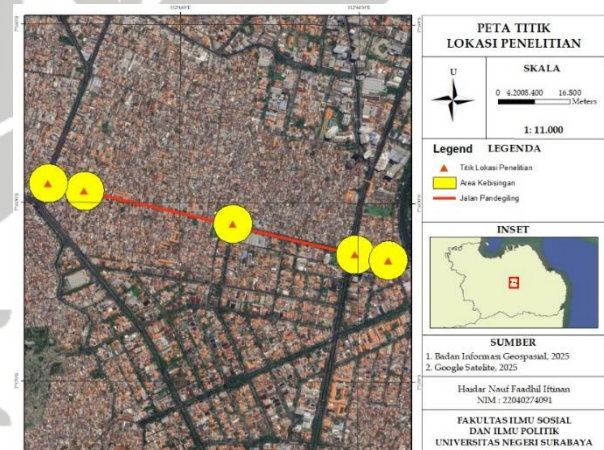 PETA TITIK
LOKASI PENELITIAN
U
SKALA
0 4.2008.400 16.800
Meters
1: 11.000
Legend LEGENDA
Titik Lokasi Penelitian
Area Kebisingan
Jalan Pandegiling
INSET
SUMBER
1. Badan Informasi Geospasial, 2025
2. Google Satelite, 2025
Haidar Nauf Faadhil Iftinan
NIM : 22040274091
FAKULTAS ILMU SOSIAL
DAN ILMU POLITIK
UNIVERSITAS NEGERI SURABAYA